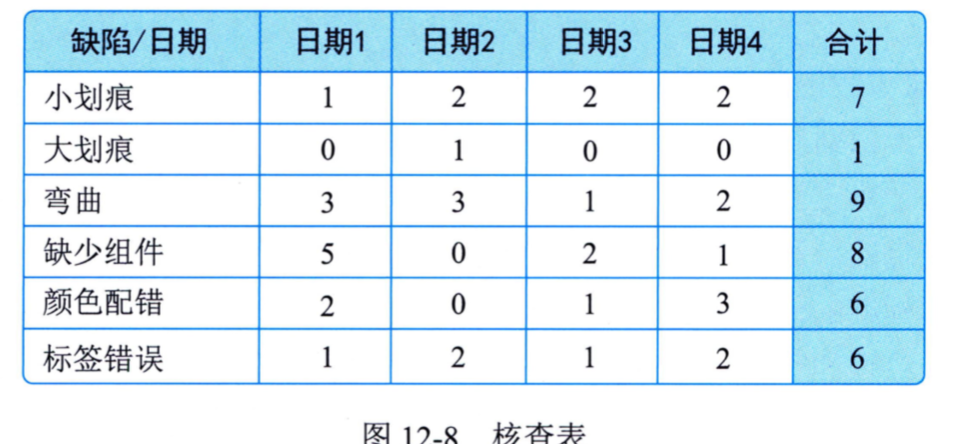 缺陷/日期 日期1 日期2 日期3 日期4 合计
小划痕 1 2 2 2 7
大划痕 0 1 0 0 1
弯曲 3 3 1 2 9
缺少组件 5 0 2 1 8
颜色配错 2 0 1 3 6
标签错误 1 2 1 2 6
图 12-8 核查表